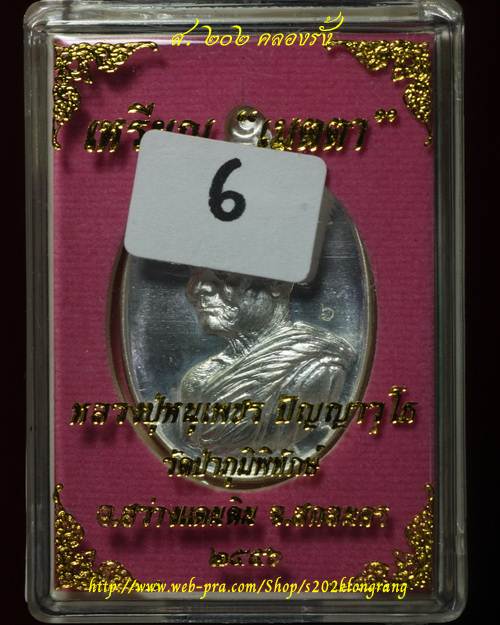 ส. ๒๐๒ คลองรั้ง
เหรียญ "เมตตา"
6
หลวงปู่หนูเพชร ปัญญาวุโธ
วัดป่าภูมิพิทักษ์
อ.สว่างแดนดิน จ.สกลนคร
๒๕๕๖
http://www.web-pra.com/Shop/s202klongrang